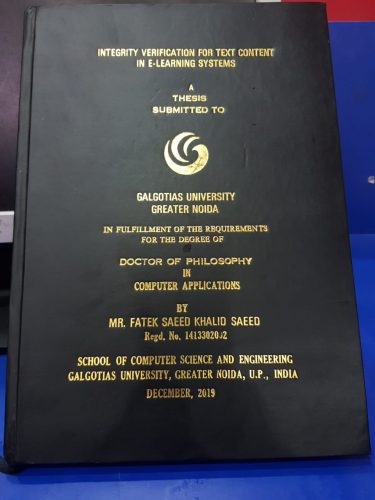 INTEGRITY VERIFICATION FOR TEXT CONTENT
IN E-LEARNING SYSTEMS
A
THESIS
SUBMITTED TO
GALGOTIAS UNIVERSITY
GREATER NOIDA
IN FULFILLMENT OF THE REQUIREMENTS
FOR THE DEGREE OF
DOCTOR OF PHILOSOPHY
IN
COMPUTER APPLICATIONS
BY
MR. FATEK SAEED KHALID SAEED
Regd. No.
SCHOOL OF COMPUTER SCIENCE AND ENGINEERING
GALGOTIAS UNIVERSITY, GREATER NOIDA, U.P., INDIA
DECEMBER, 2019